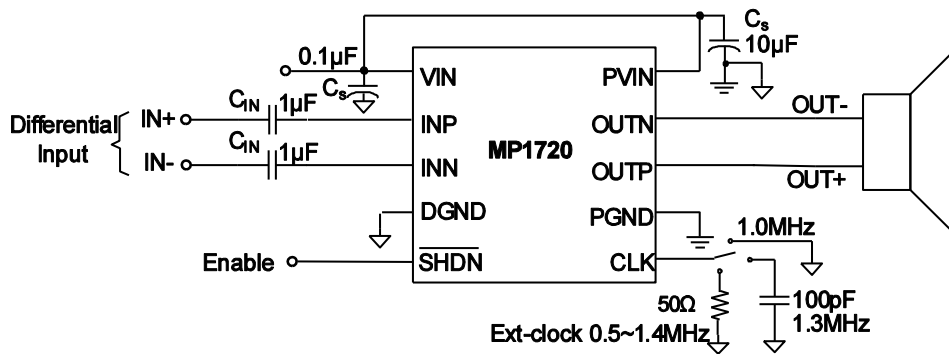 Cs
10µF
0.1µF
Cs
VIN
PVIN
OUT-
CIN
1µF
IN+
INP
OUTN
Differential
Input
CIN
1µF
IN-
INN
MP1720
OUTP
OUT+
DGND
PGND
1.0MHz
Enable
SHDN
CLK
50Ω
100pF
1.3MHz
Ext-clock 0.5~1.4MHz